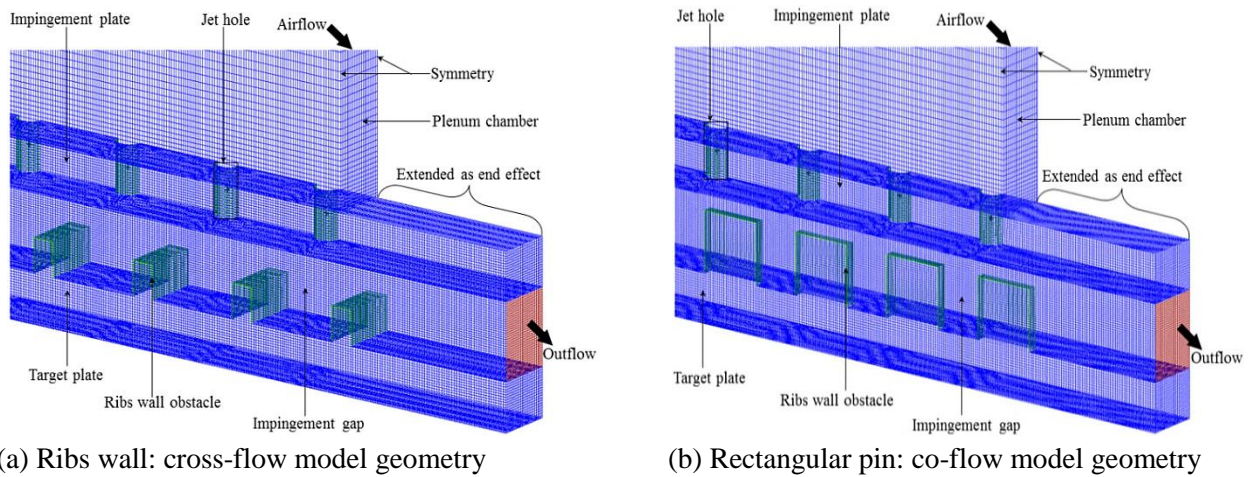 Impingement plate
Jet hole
Airflow
Symmetry
Plenum chamber
Extended as end effect
Outflow
Target plate
Ribs wall obstacle
Impingement gap
(a) Ribs wall: cross-flow model geometry
Jet hole
Impingement plate
Airflow
Symmetry
Plenum chamber
Extended as end effect
Outflow
Target plate
Ribs wall obstacle
Impingement gap
(b) Rectangular pin: co-flow model geometry